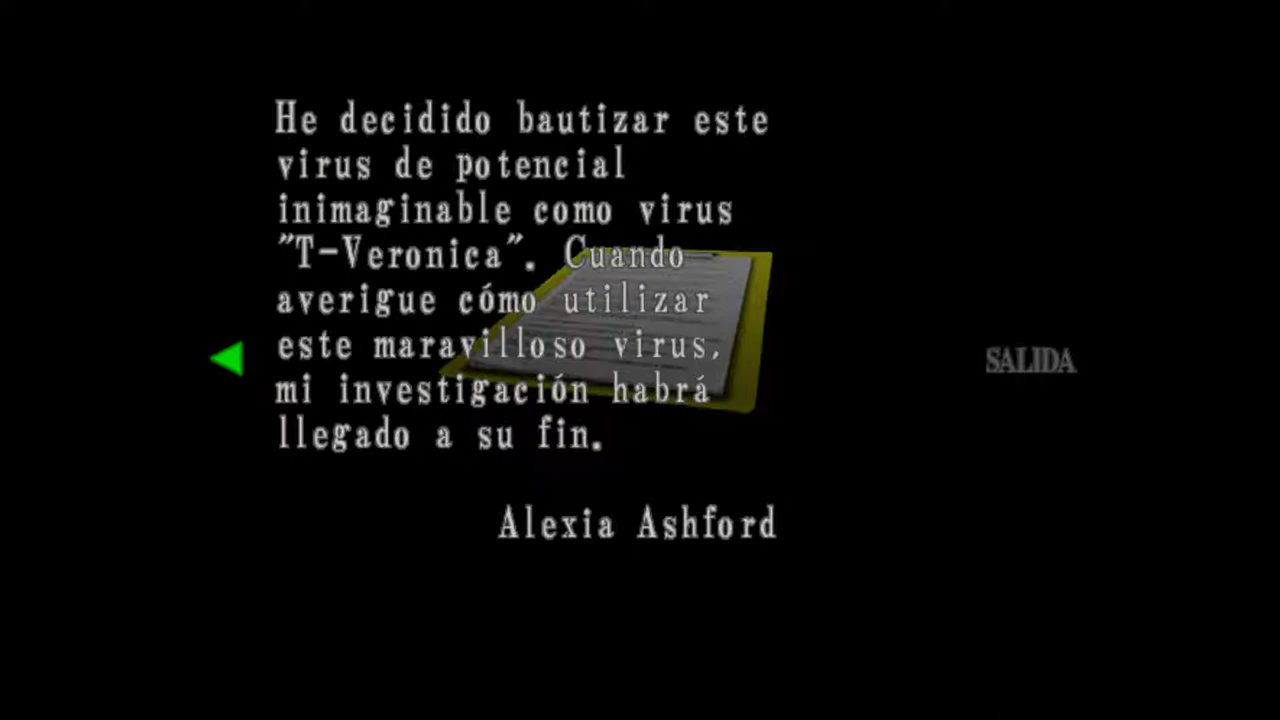 He decidido bautizar este
virus de potencial
inimaginable como virus
"T-Veronica". Cuando
averigue cómo utilizar
este maravilloso virus,
mi investigación habrá
llegado a su fin.
SALIDA
Alexia Ashford